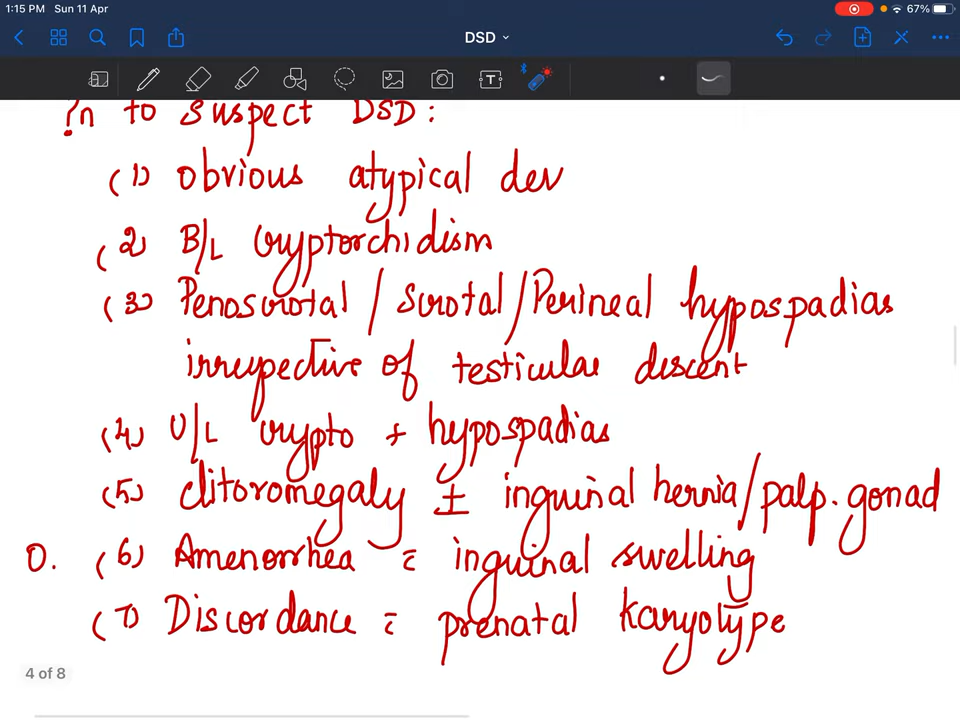 1:15 PM Sun 11 Apr
67%
DSD
T
?n to suspect DSD:
(1) Obvious atypical dev
(2) B/L cryptorchidism
(3) Penoscrotal / Scrotal / Perineal hypospadias
irrespective of testicular descent
(4) U/L crypto + hypospadias
(5) clitoromegaly ± inguinal hernia/palp. gonad
O. (6) Amenorrhea = inguinal swelling
(7) Discordance = prenatal karyotype
4 of 8